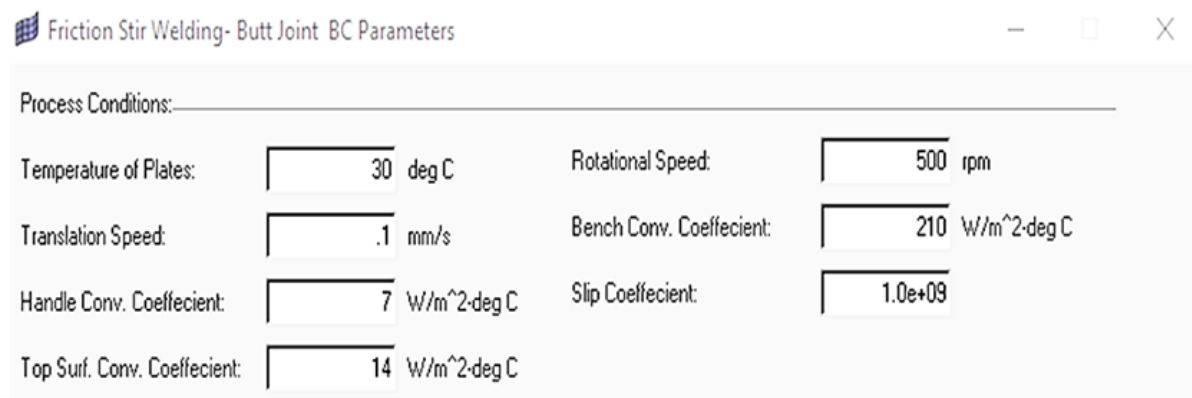 Friction Stir Welding- Butt Joint BC Parameters
Process Conditions:
Temperature of Plates: 30 deg C
Rotational Speed: 500 rpm
Translation Speed: .1 mm/s
Bench Conv. Coeffecient: 210 W/m^2-deg C
Handle Conv. Coeffecient: 7 W/m^2-deg C
Slip Coeffecient: 1.0e+09
Top Surf. Conv. Coeffecient: 14 W/m^2-deg C